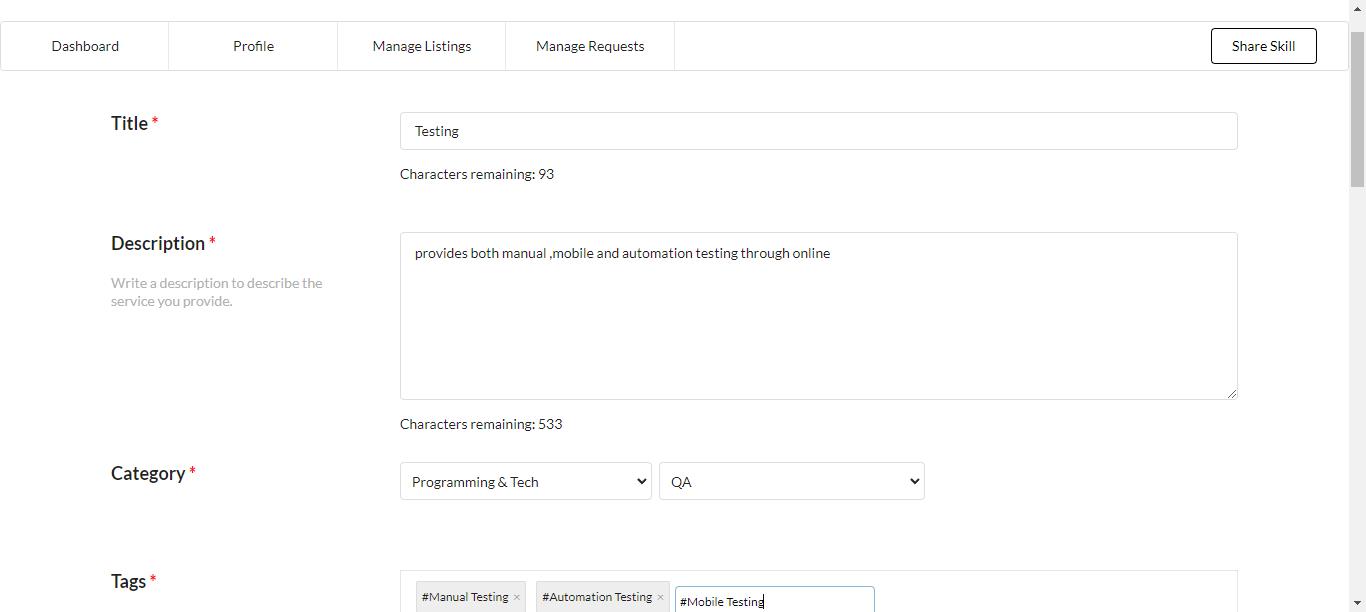 Dashboard Profile Manage Listings Manage Requests Share Skill
Title * Testing
Characters remaining: 93
Description * provides both manual ,mobile and automation testing through online
Write a description to describe the
service you provide.
Characters remaining: 533
Category * Programming & Tech QA
Tags * #Manual Testing × #Automation Testing × #Mobile Testing